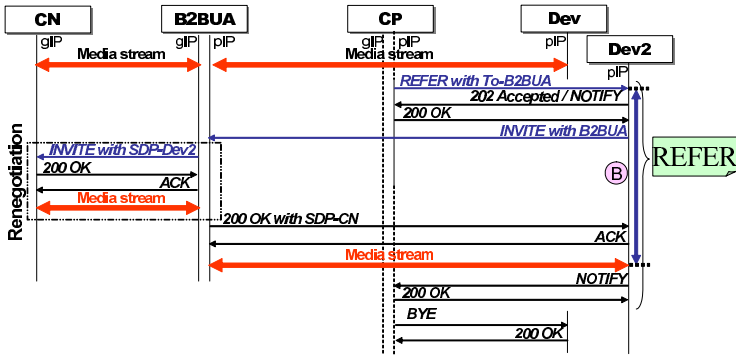 CN
B2BUA
CP
Dev
gIP
gIP
pIP
gIP
pIP
pIP
Dev2
pIP
Media stream
Media stream
REFER with To-B2BUA
202 Accepted / NOTIFY
200 OK
INVITE with B2BUA
Renegotiation
INVITE with SDP-Dev2
200 OK
ACK
Media stream
B
REFER
200 OK with SDP-CN
ACK
Media stream
NOTIFY
200 OK
BYE
200 OK